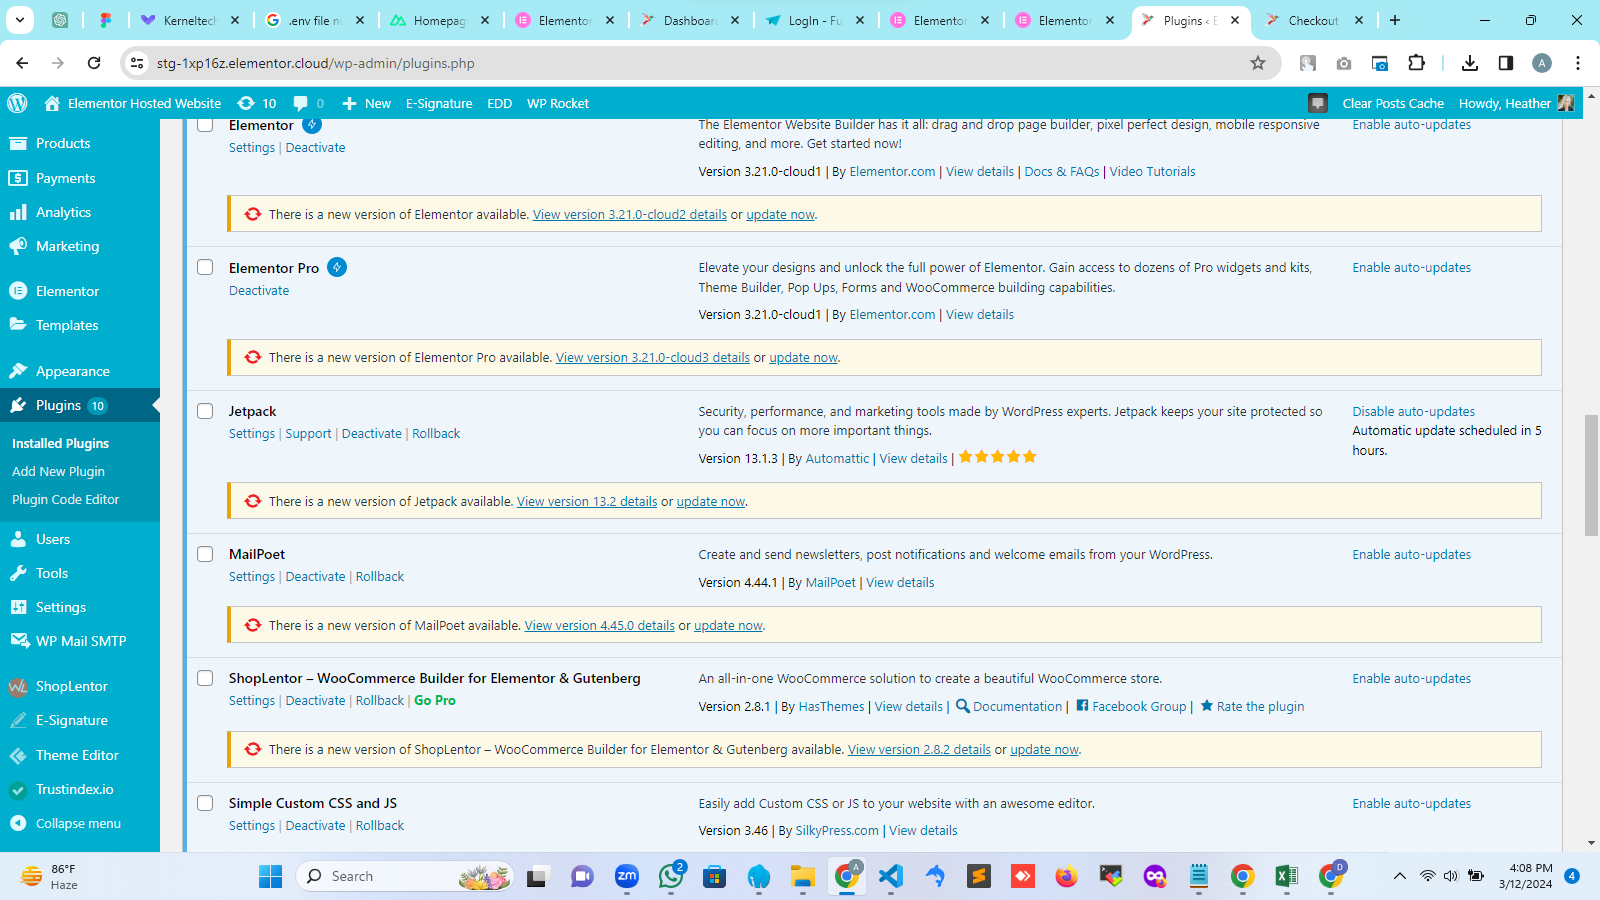 Kerneltech
.env file nu
Homepag
Elementor
Dashboard
LogIn - Fu
Elementor
Elementor
Plugins ‹ E
Checkout
stg-1xp16z.elementor.cloud/wp-admin/plugins.php
A
Elementor Hosted Website
10
0
New
E-Signature
EDD
WP Rocket
Clear Posts Cache
Howdy, Heather
Products
Payments
Analytics
Marketing
Elementor
Templates
Appearance
Plugins 10
Installed Plugins
Add New Plugin
Plugin Code Editor
Users
Tools
Settings
WP Mail SMTP
ShopLentor
E-Signature
Theme Editor
Trustindex.io
Collapse menu
Elementor
Settings | Deactivate
The Elementor Website Builder has it all: drag and drop page builder, pixel perfect design, mobile responsive
editing, and more. Get started now!
Version 3.21.0-cloud1 | By Elementor.com | View details | Docs & FAQs | Video Tutorials
Enable auto-updates
There is a new version of Elementor available. View version 3.21.0-cloud2 details or update now.
Elementor Pro
Deactivate
Elevate your designs and unlock the full power of Elementor. Gain access to dozens of Pro widgets and kits,
Theme Builder, Pop Ups, Forms and WooCommerce building capabilities.
Version 3.21.0-cloud1 | By Elementor.com | View details
Enable auto-updates
There is a new version of Elementor Pro available. View version 3.21.0-cloud3 details or update now.
Jetpack
Settings | Support | Deactivate | Rollback
Security, performance, and marketing tools made by WordPress experts. Jetpack keeps your site protected so
you can focus on more important things.
Version 13.1.3 | By Automattic | View details |
Disable auto-updates
Automatic update scheduled in 5
hours.
There is a new version of Jetpack available. View version 13.2 details or update now.
MailPoet
Settings | Deactivate | Rollback
Create and send newsletters, post notifications and welcome emails from your WordPress.
Version 4.44.1 | By MailPoet | View details
Enable auto-updates
There is a new version of MailPoet available. View version 4.45.0 details or update now.
ShopLentor – WooCommerce Builder for Elementor & Gutenberg
Settings | Deactivate | Rollback | Go Pro
An all-in-one WooCommerce solution to create a beautiful WooCommerce store.
Version 2.8.1 | By HasThemes | View details | Documentation | Facebook Group | Rate the plugin
Enable auto-updates
There is a new version of ShopLentor – WooCommerce Builder for Elementor & Gutenberg available. View version 2.8.2 details or update now.
Simple Custom CSS and JS
Settings | Deactivate | Rollback
Easily add Custom CSS or JS to your website with an awesome editor.
Version 3.46 | By SilkyPress.com | View details
Enable auto-updates
86°F
Haze
Search
zm
2
A
D
4:08 PM
3/12/2024
4